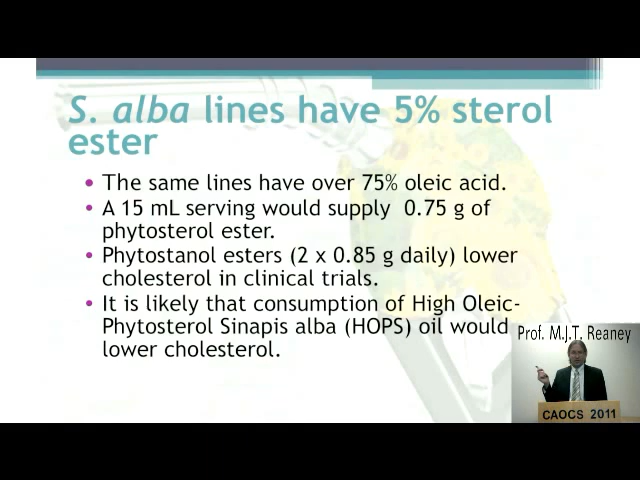 S. alba lines have 5% sterol
ester
• The same lines have over 75% oleic acid.
• A 15 mL serving would supply 0.75 g of
phytosterol ester.
• Phytostanol esters (2 x 0.85 g daily) lower
cholesterol in clinical trials.
• It is likely that consumption of High Oleic-
Phytosterol Sinapis alba (HOPS) oil would
lower cholesterol.
Prof. M.J.T. Reaney
CAOCS 2011